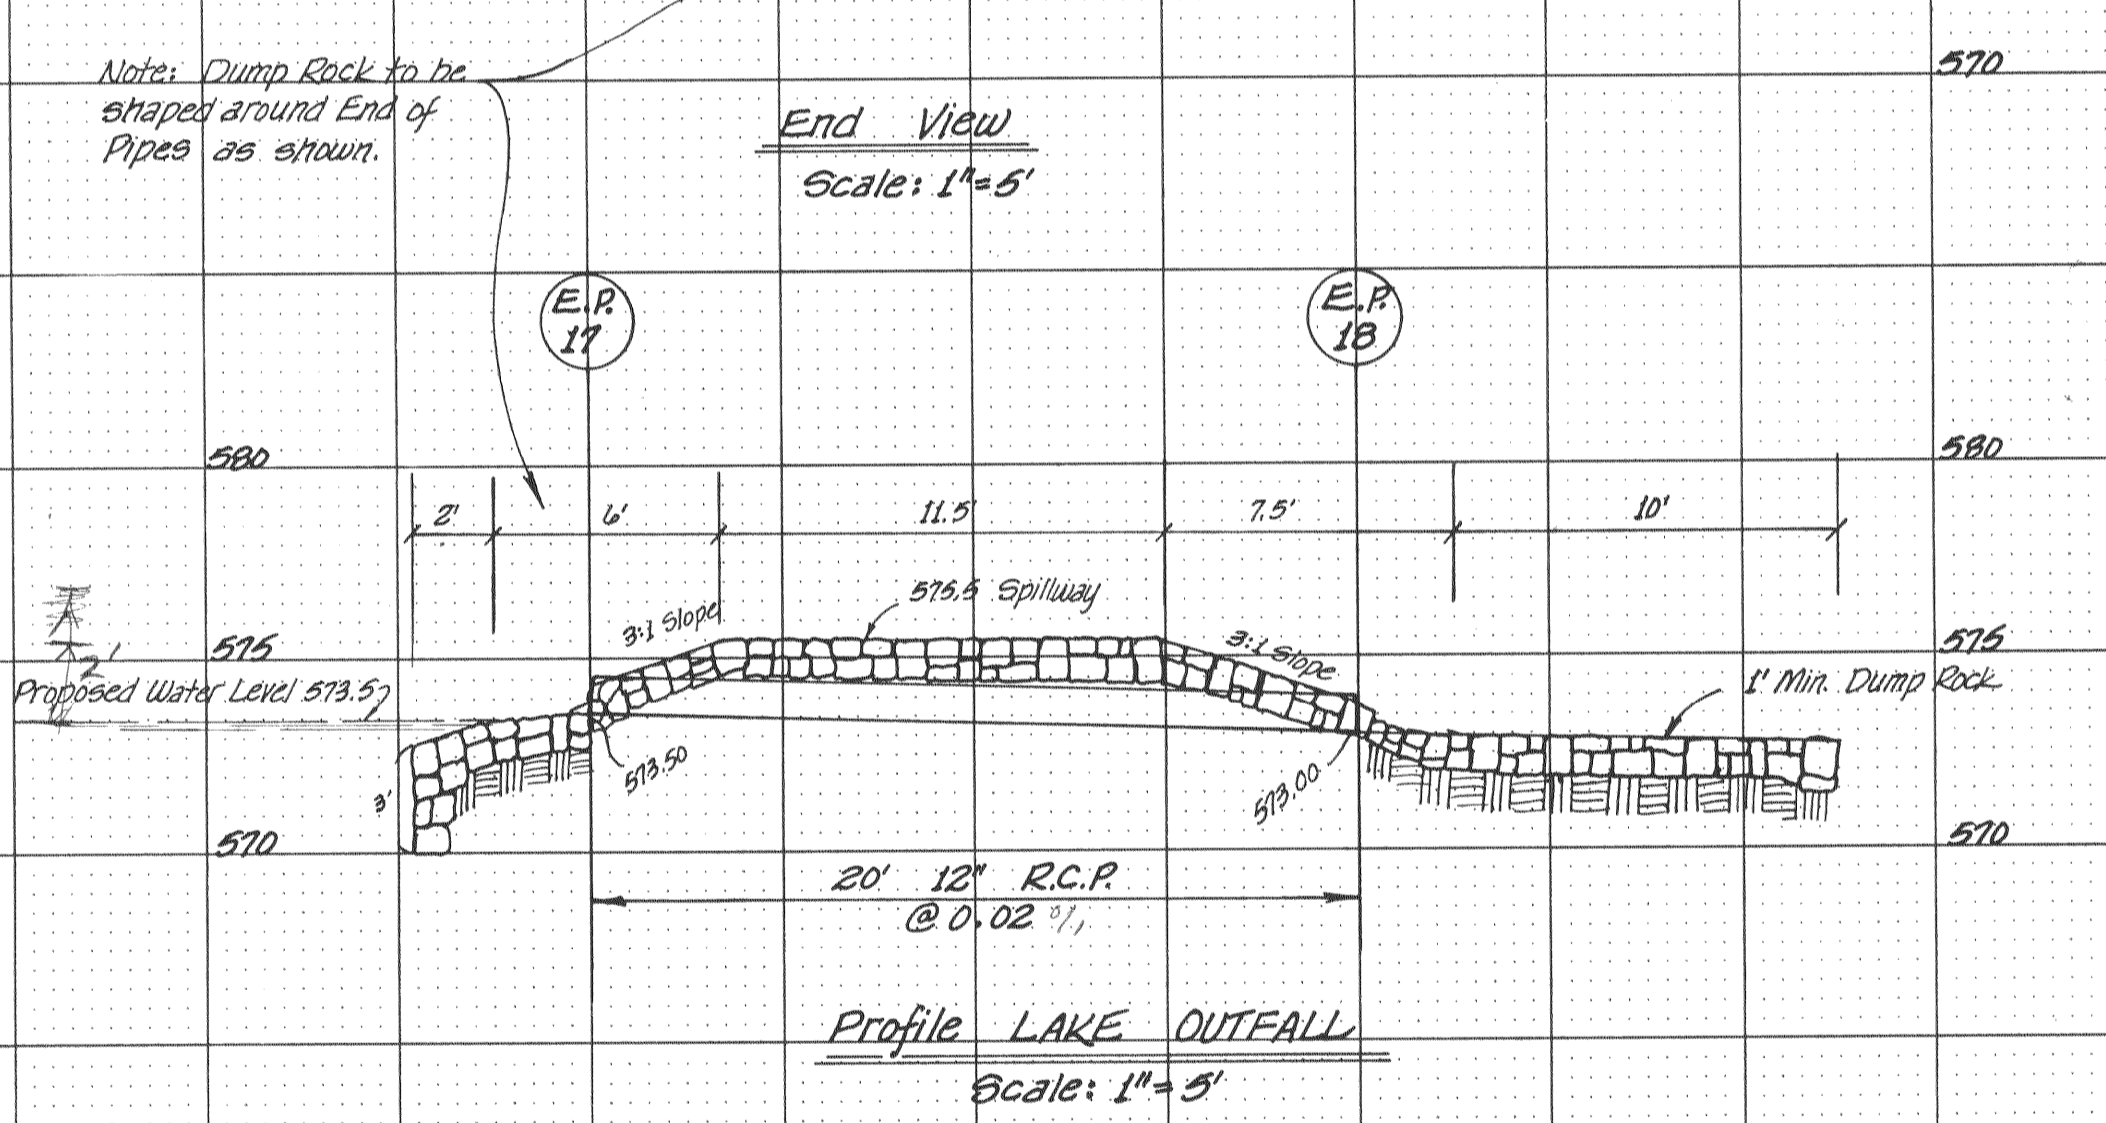 570
Note: Dump Rock to be
shaped around End of
Pipes as shown.
End View
Scale: 1"=5'
E.P.
17
E.P.
18
580
580
2'
6'
11.5'
7.5'
10'
575.5 Spillway
3:1 Slope
3:1 Slope
575
575
2'
Proposed Water Level 573.5
1' Min. Dump Rock
573.50
573.00
3'
570
570
20' 12" R.C.P.
@ 0.02 %
Profile LAKE OUTFALL
Scale: 1"= 5'